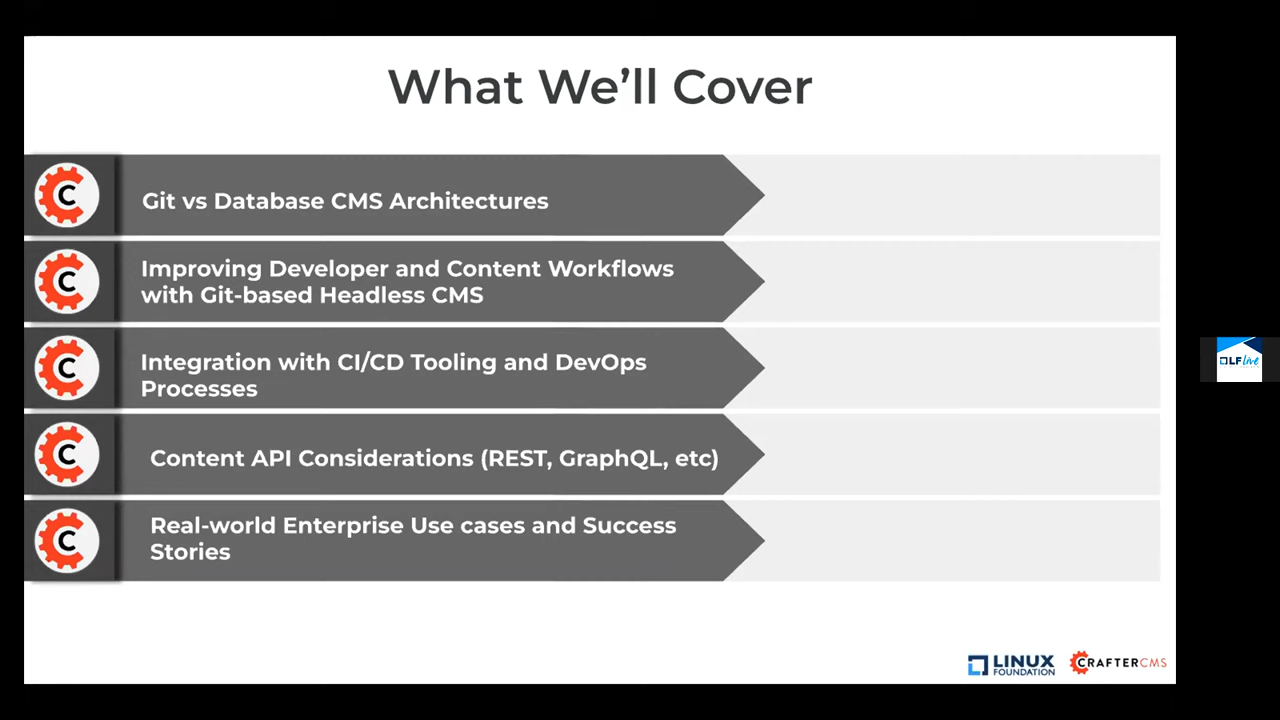 What We'll Cover
C
Git vs Database CMS Architectures
C
Improving Developer and Content Workflows
with Git-based Headless CMS
C
Integration with CI/CD Tooling and DevOps
Processes
C
Content API Considerations (REST, GraphQL, etc)
C
Real-world Enterprise Use cases and Success
Stories
LF live
LINUX
FOUNDATION
CRAFTERCMS